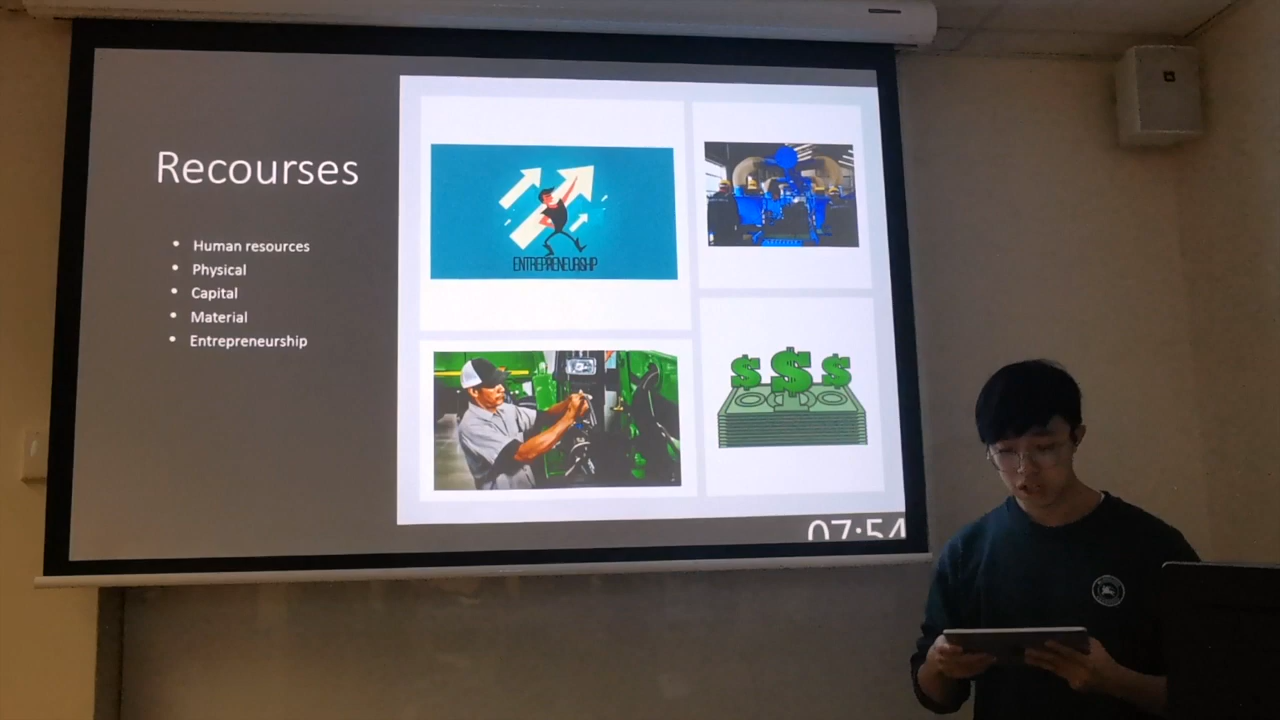 Recourses
Human resources
Physical
Capital
Material
Entrepreneurship
ENTREPRENEURSHIP
$ $ $
07:54